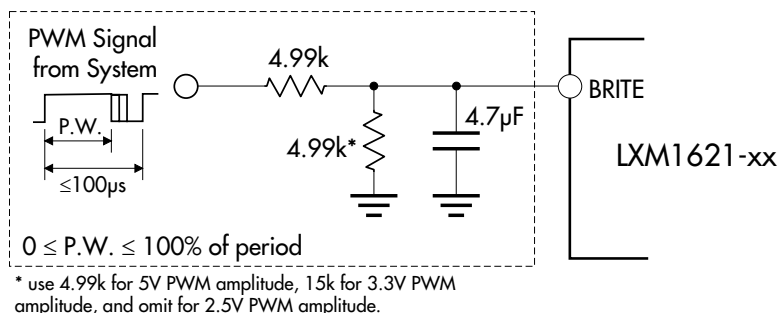 PWM Signal
from System
P.W.
≤100µs
4.99k
4.99k*
4.7µF
BRITE
LXM1621-xx
0 ≤ P.W. ≤ 100% of period
* use 4.99k for 5V PWM amplitude, 15k for 3.3V PWM
amplitude, and omit for 2.5V PWM amplitude.